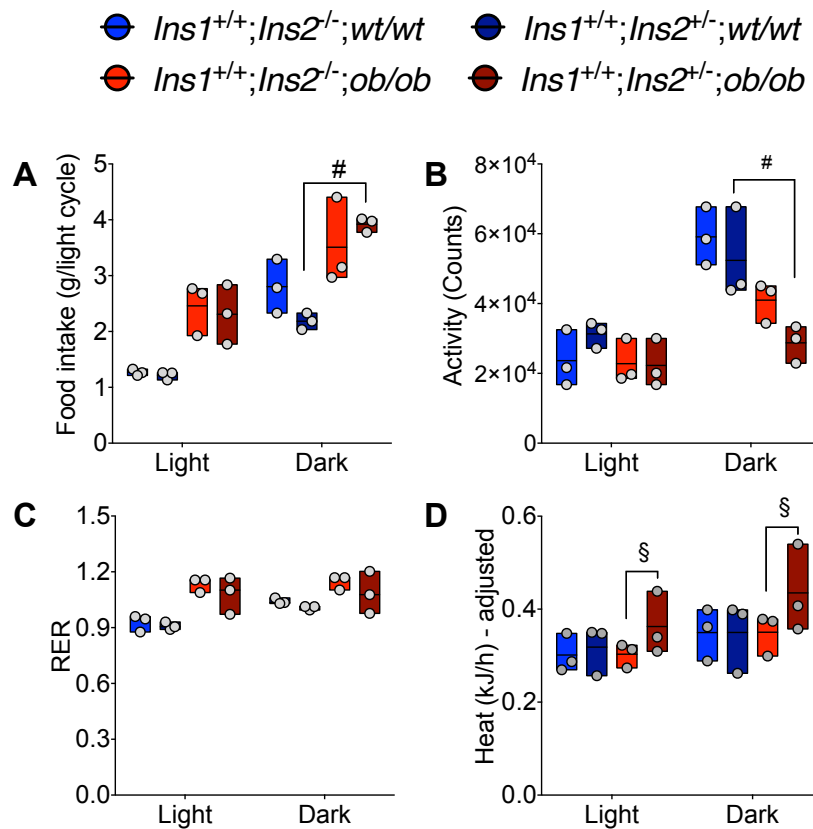 Ins1+/+;Ins2-/-;wt/wt Ins1+/+;Ins2+/-;wt/wt
Ins1+/+;Ins2-/-;ob/ob Ins1+/+;Ins2+/-;ob/ob
A
Food intake (g/light cycle)
5
4
3
2
1
0
#
Light Dark
B
Activity (Counts)
8×10⁴
6×10⁴
4×10⁴
2×10⁴
0
#
Light Dark
C
RER
1.5
1.2
0.9
0.6
0.3
0.0
Light Dark
D
Heat (kJ/h) - adjusted
0.6
0.4
0.2
0.0
§
§
Light Dark